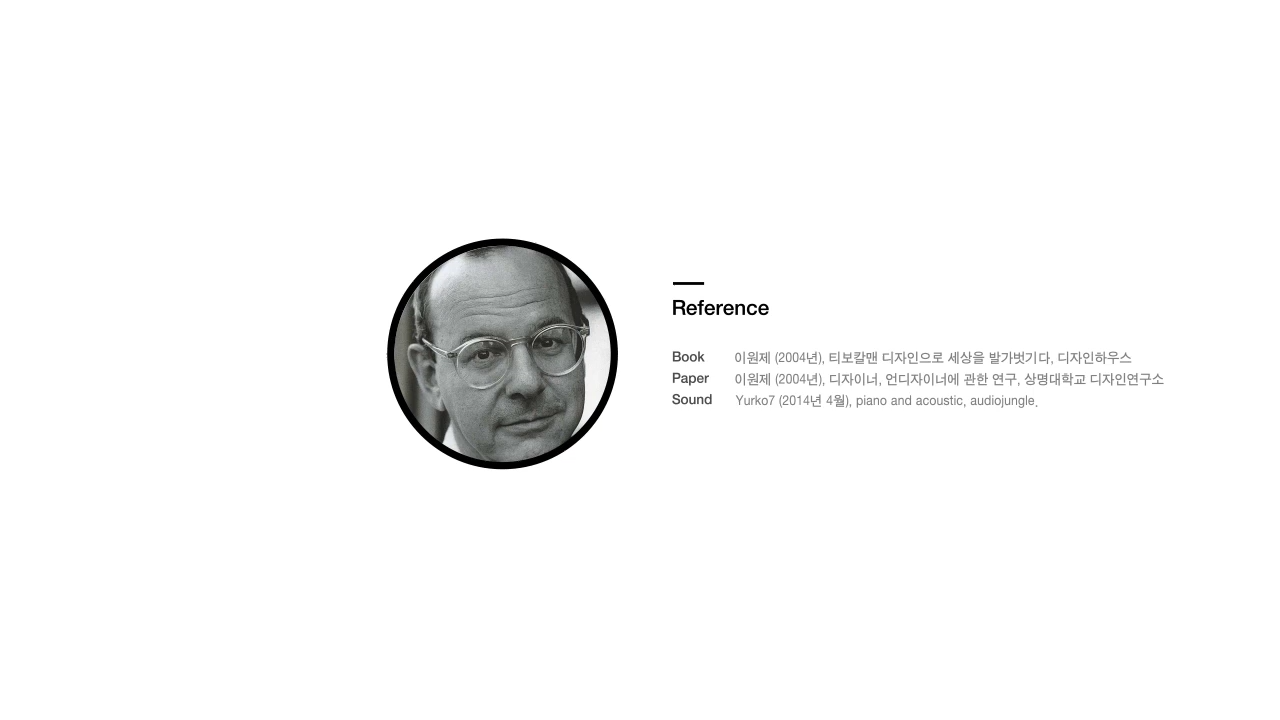 Reference
Book 이원제 (2004년), 티보칼맨 디자인으로 세상을 발가벗기다, 디자인하우스
Paper 이원제 (2004년), 디자이너, 언디자이너에 관한 연구, 상명대학교 디자인연구소
Sound Yurko7 (2014년 4월), piano and acoustic, audiojungle.